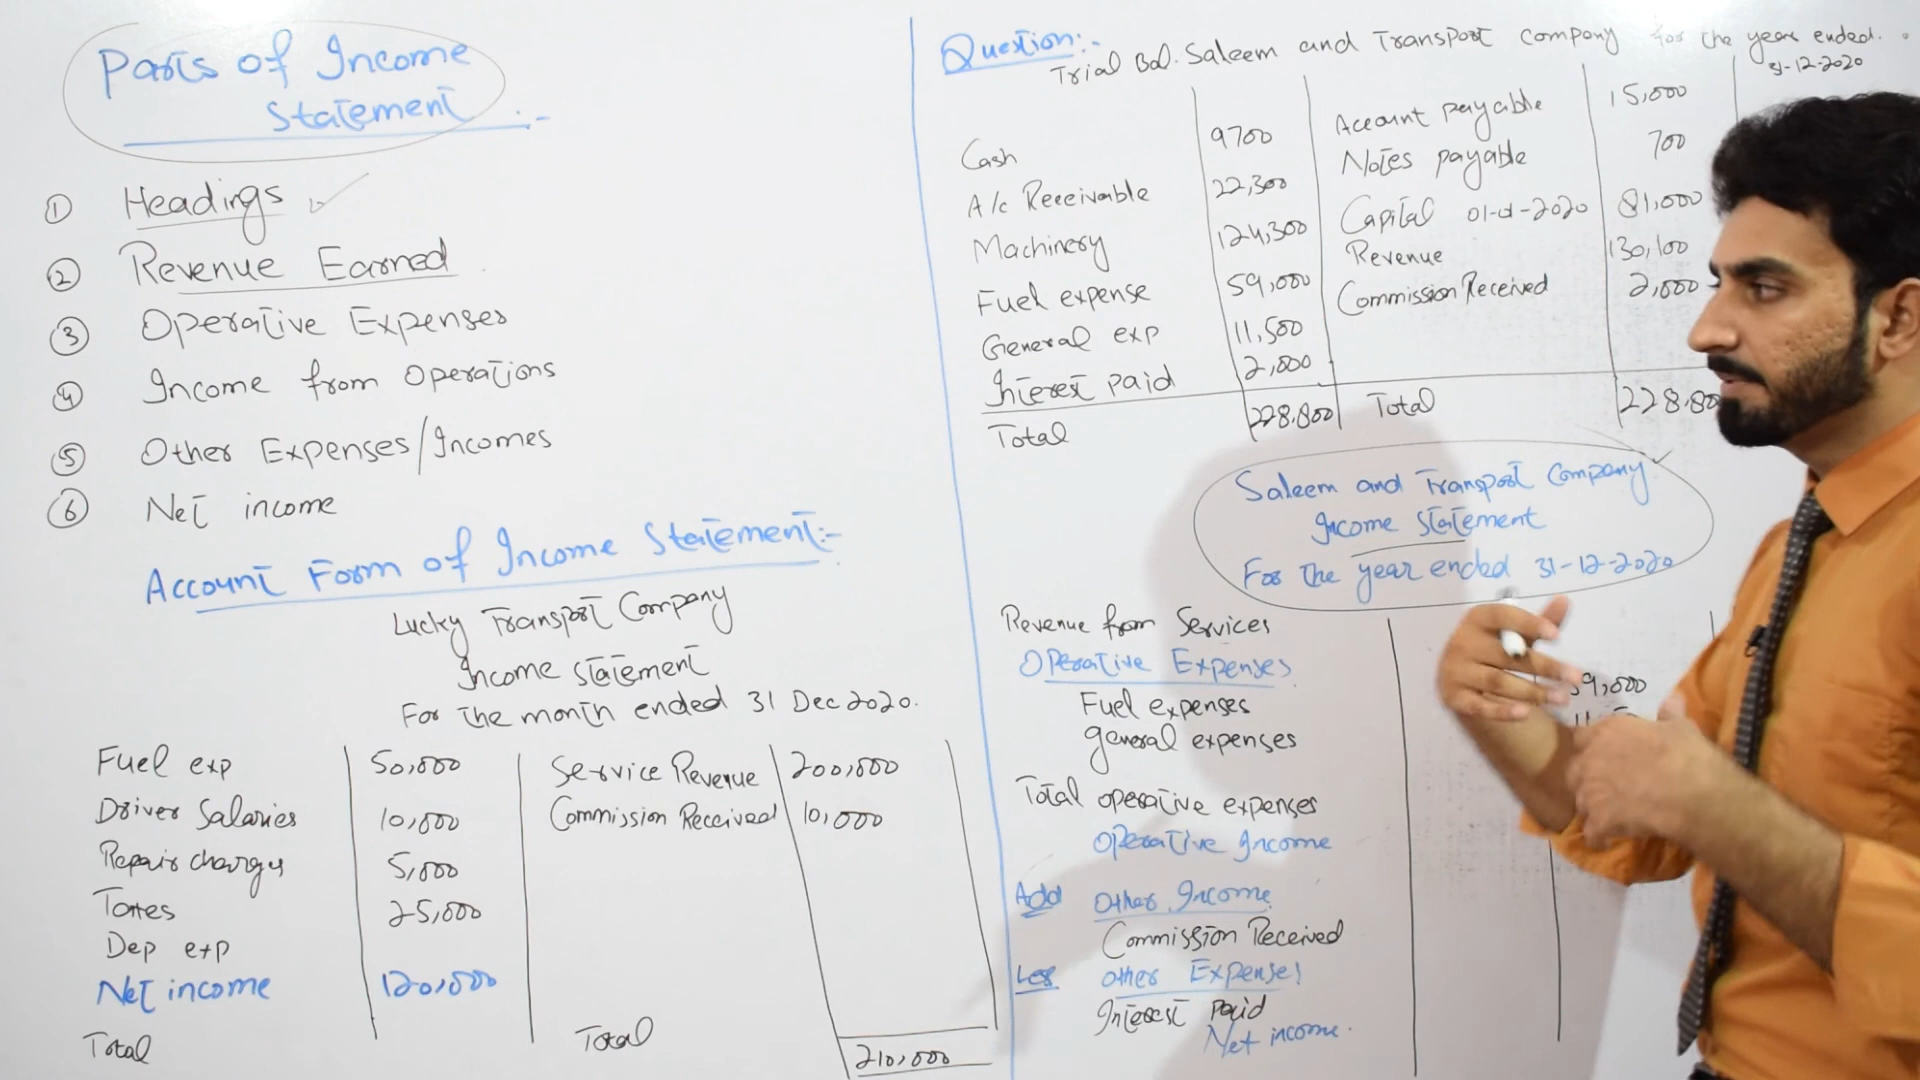 Parts of Income
Statement :-
① Headings ✓
② Revenue Earned
③ Operative Expenses
④ Income from Operations
⑤ Other Expenses/Incomes
⑥ Net income
Account Form of Income Statement:-
Lucky Transport Company
Income statement
For the month ended 31 Dec 2020.
Fuel exp 50,000 Service Revenue 200,000
Driver Salaries 10,000 Commission Received 10,000
Repair charges 5,000
Taxes 25,000
Dep exp
Net income 120,000
Total Total 210,000
Question:-
Trial Bal. Saleem and Transport Company for the year ended.
31-12-2020
Cash 9700 Account payable 15,000
A/c Receivable 22,300 Notes payable 700
Machinery 124,300 Capital 01-01-2020 81,000
Fuel expense 59,000 Revenue 130,100
General exp 11,500 Commission Received 2,000
Interest paid 2,000
Total 228,800 Total 228,80
Saleem and Transport Company
Income Statement
For the year ended 31-12-2020
Revenue from Services
Operative Expenses
Fuel expenses 59,000
general expenses
Total operative expenses
Operative Income
Add Other Income
Commission Received
Less Other Expenses
Interest paid
Net income.